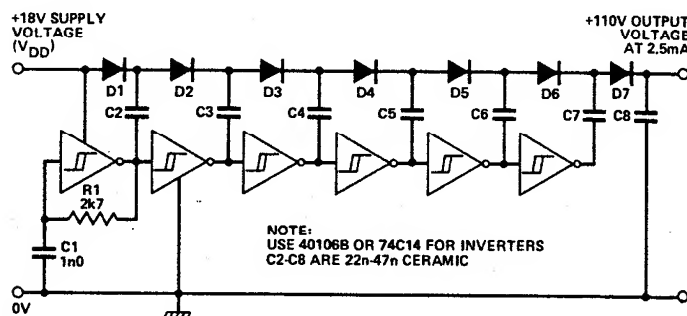 +18V SUPPLY
VOLTAGE
(VDD)
+110V OUTPUT
VOLTAGE
AT 2.5mA
D1
D2
D3
D4
D5
D6
D7
C2
C3
C4
C5
C6
C7
C8
R1
2k7
C1
1n0
NOTE:
USE 40106B OR 74C14 FOR INVERTERS
C2-C8 ARE 22n-47n CERAMIC
0V